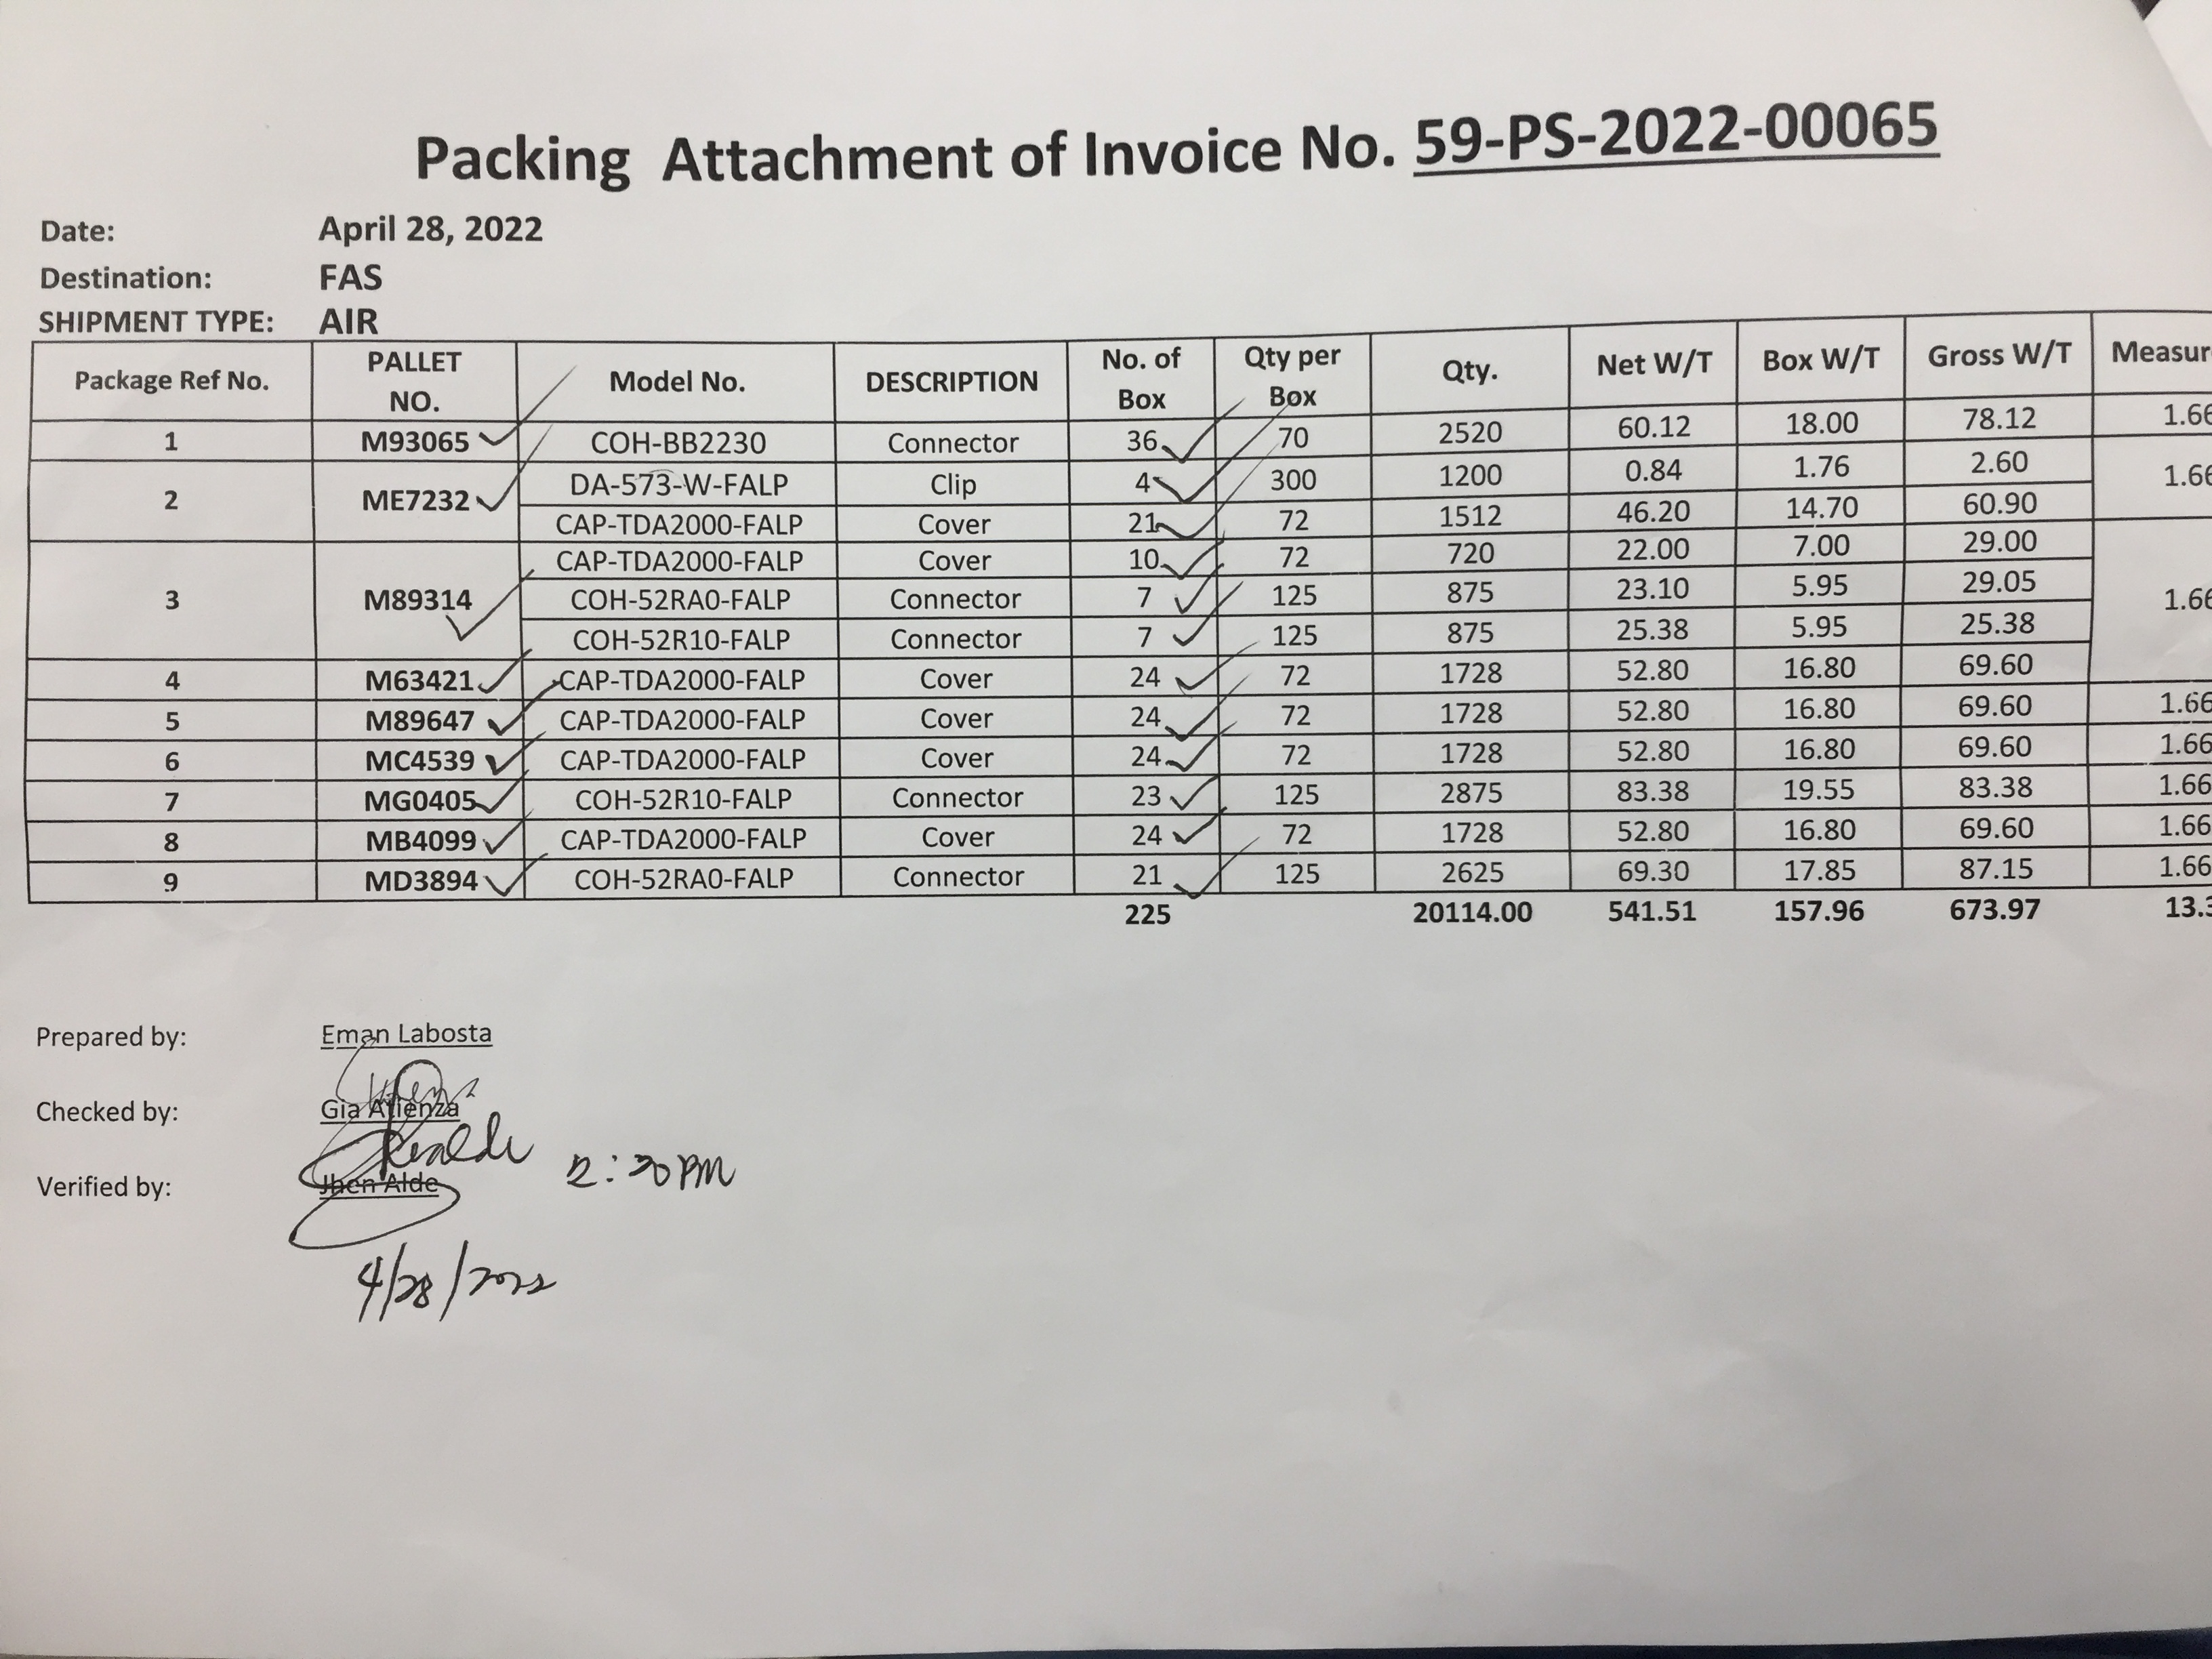 Packing Attachment of Invoice No. 59-PS-2022-00065
Date: April 28, 2022
Destination: FAS
SHIPMENT TYPE: AIR
Package Ref No. PALLET NO. Model No. DESCRIPTION No. of Box Qty per Box Qty. Net W/T Box W/T Gross W/T Measur
1 M93065 COH-BB2230 Connector 36 70 2520 60.12 18.00 78.12 1.66
2 ME7232 DA-573-W-FALP Clip 4 300 1200 0.84 1.76 2.60 1.66
CAP-TDA2000-FALP Cover 21 72 1512 46.20 14.70 60.90
3 M89314 CAP-TDA2000-FALP Cover 10 72 720 22.00 7.00 29.00 1.66
COH-52RA0-FALP Connector 7 125 875 23.10 5.95 29.05
COH-52R10-FALP Connector 7 125 875 25.38 5.95 25.38
4 M63421 CAP-TDA2000-FALP Cover 24 72 1728 52.80 16.80 69.60
5 M89647 CAP-TDA2000-FALP Cover 24 72 1728 52.80 16.80 69.60 1.66
6 MC4539 CAP-TDA2000-FALP Cover 24 72 1728 52.80 16.80 69.60 1.66
7 MG0405 COH-52R10-FALP Connector 23 125 2875 83.38 19.55 83.38 1.66
8 MB4099 CAP-TDA2000-FALP Cover 24 72 1728 52.80 16.80 69.60 1.66
9 MD3894 COH-52RA0-FALP Connector 21 125 2625 69.30 17.85 87.15 1.66
225 20114.00 541.51 157.96 673.97 13.3
Prepared by: Eman Labosta
Checked by: Gia Atienza
Verified by: Jhen Alde
4/28/2022